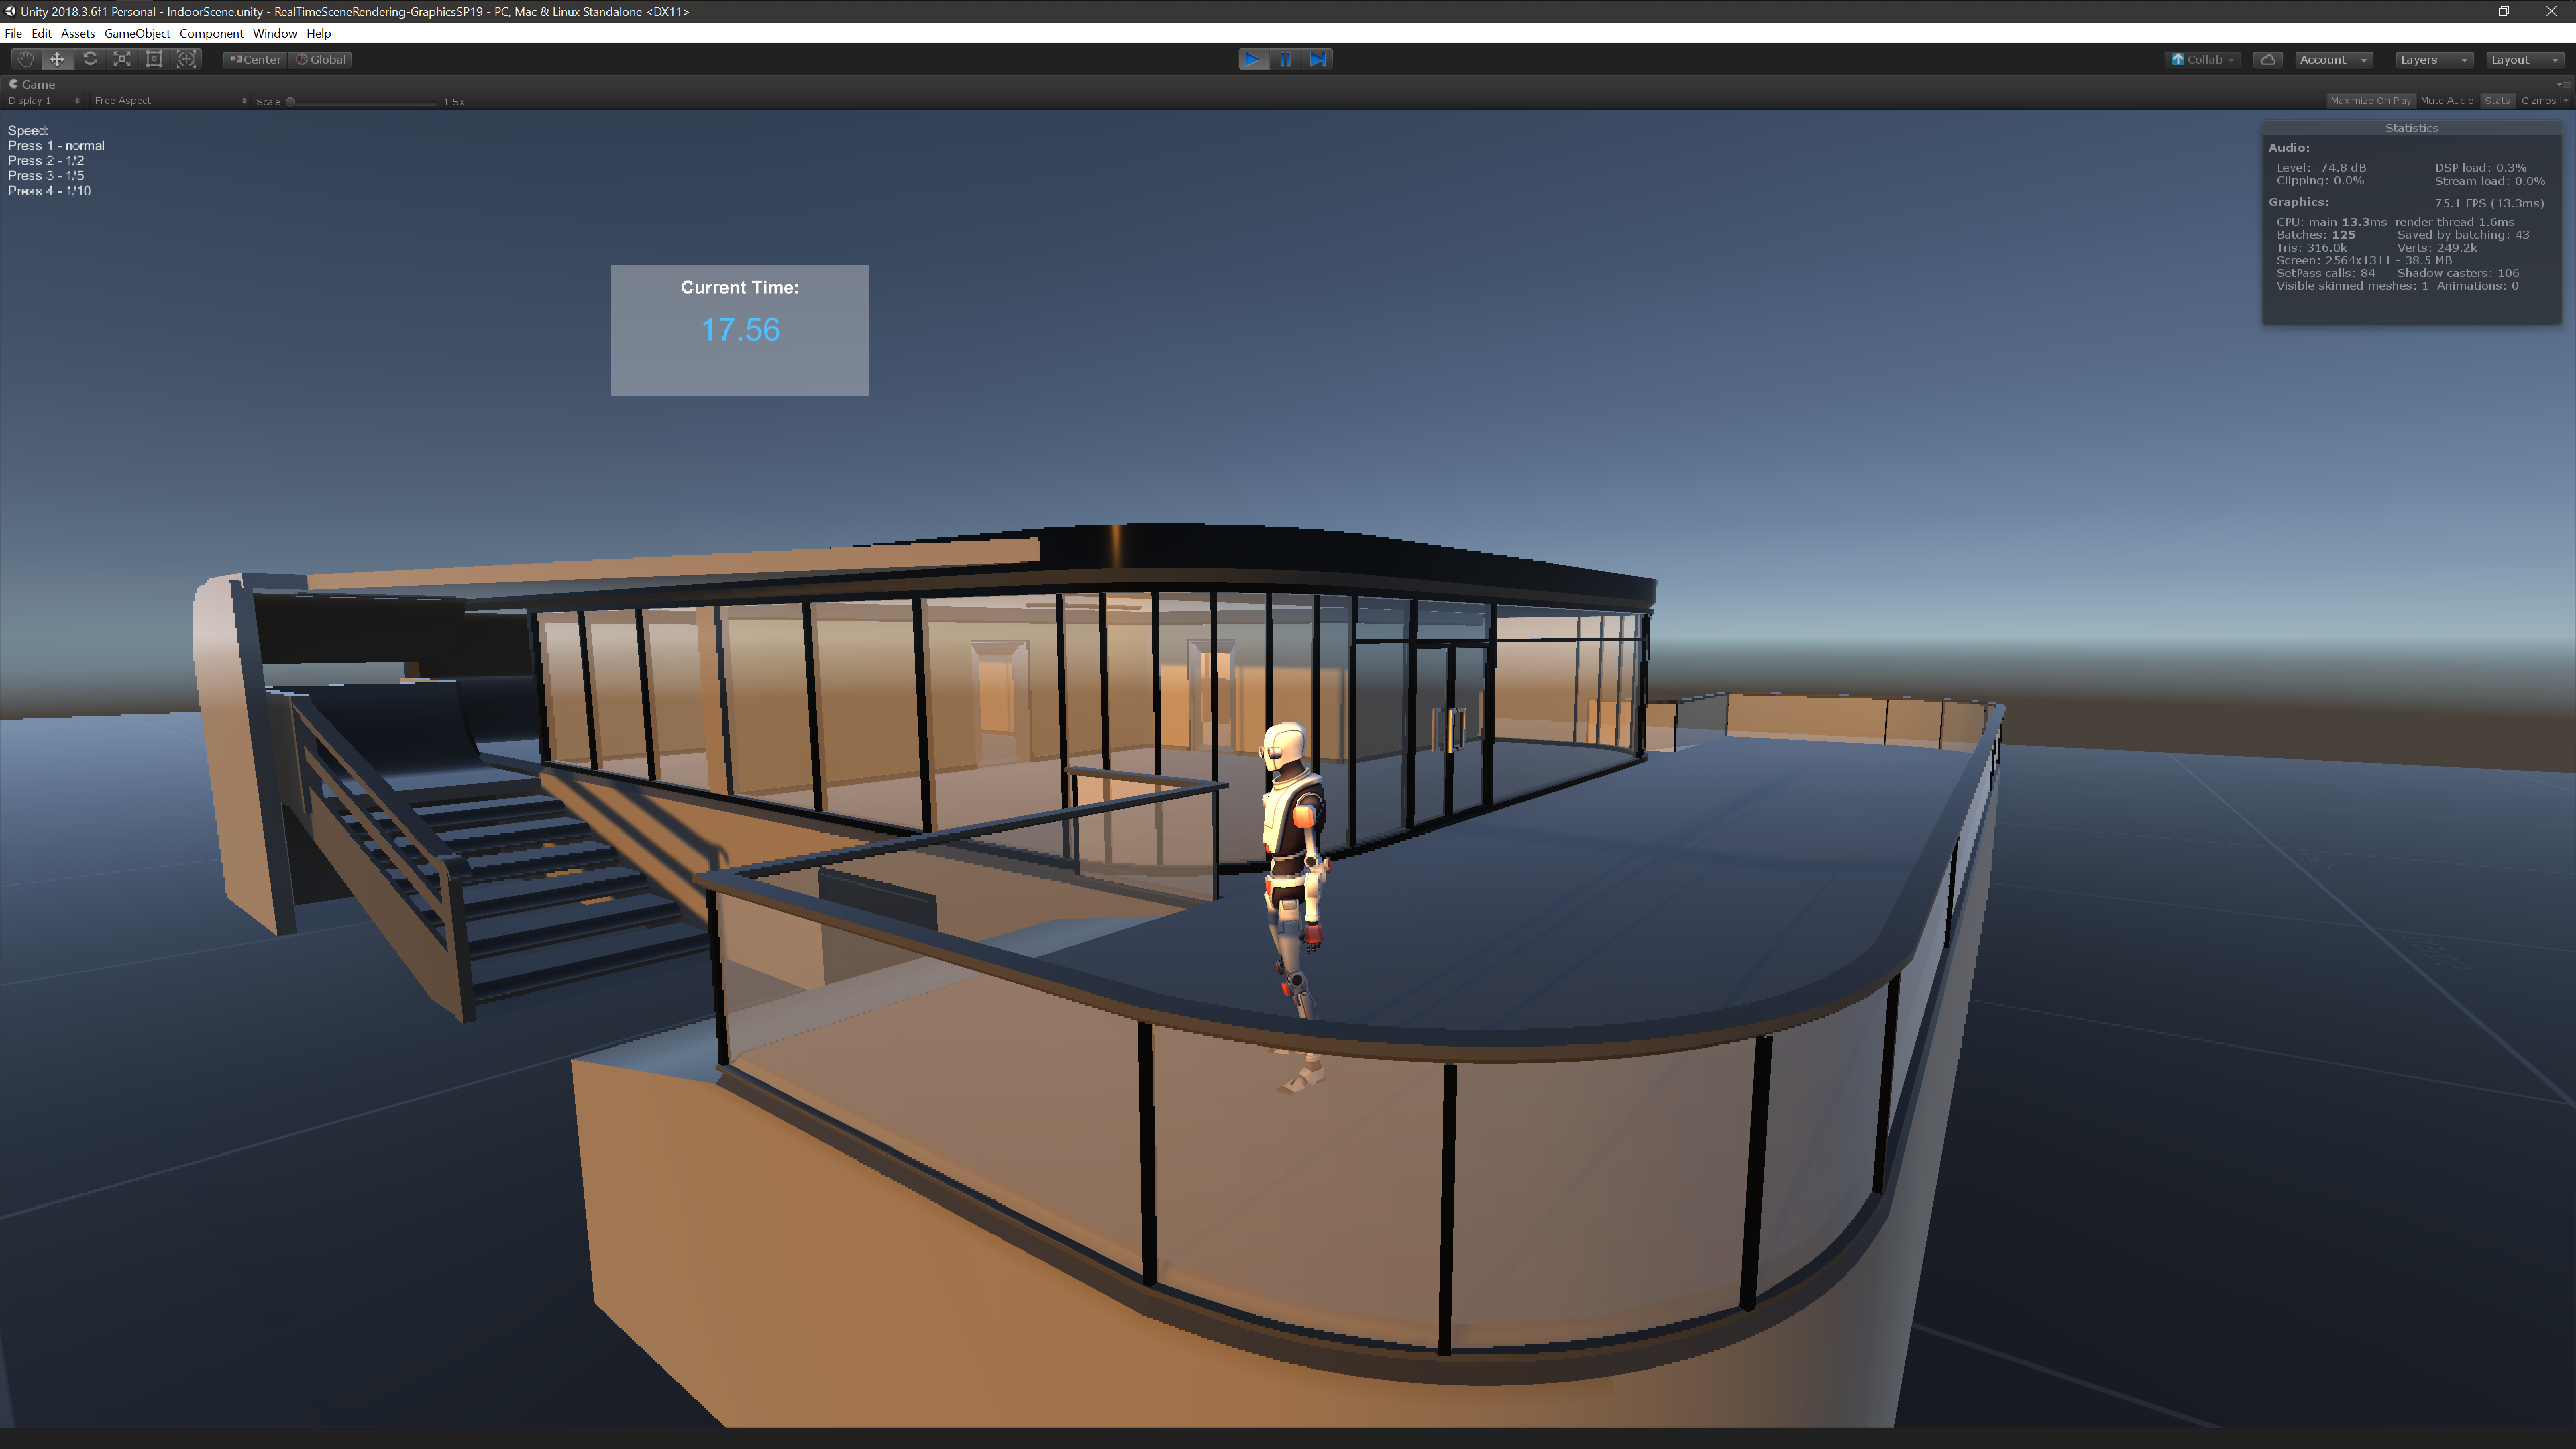 Unity 2018.3.6f1 Personal - IndoorScene.unity - RealTimeSceneRendering-GraphicsSP19 - PC, Mac & Linux Standalone <DX11>
File Edit Assets GameObject Component Window Help
Center Global Collab Account Layers Layout
Game
Display 1 Free Aspect Scale 1.5x Maximize On Play Mute Audio Stats Gizmos
Speed:
Press 1 - normal
Press 2 - 1/2
Press 3 - 1/5
Press 4 - 1/10
Current Time:
17.56
Statistics
Audio:
Level: -74.8 dB DSP load: 0.3%
Clipping: 0.0% Stream load: 0.0%
Graphics: 75.1 FPS (13.3ms)
CPU: main 13.3ms render thread 1.6ms
Batches: 125 Saved by batching: 43
Tris: 316.0k Verts: 249.2k
Screen: 2564x1311 - 38.5 MB
SetPass calls: 84 Shadow casters: 106
Visible skinned meshes: 1 Animations: 0